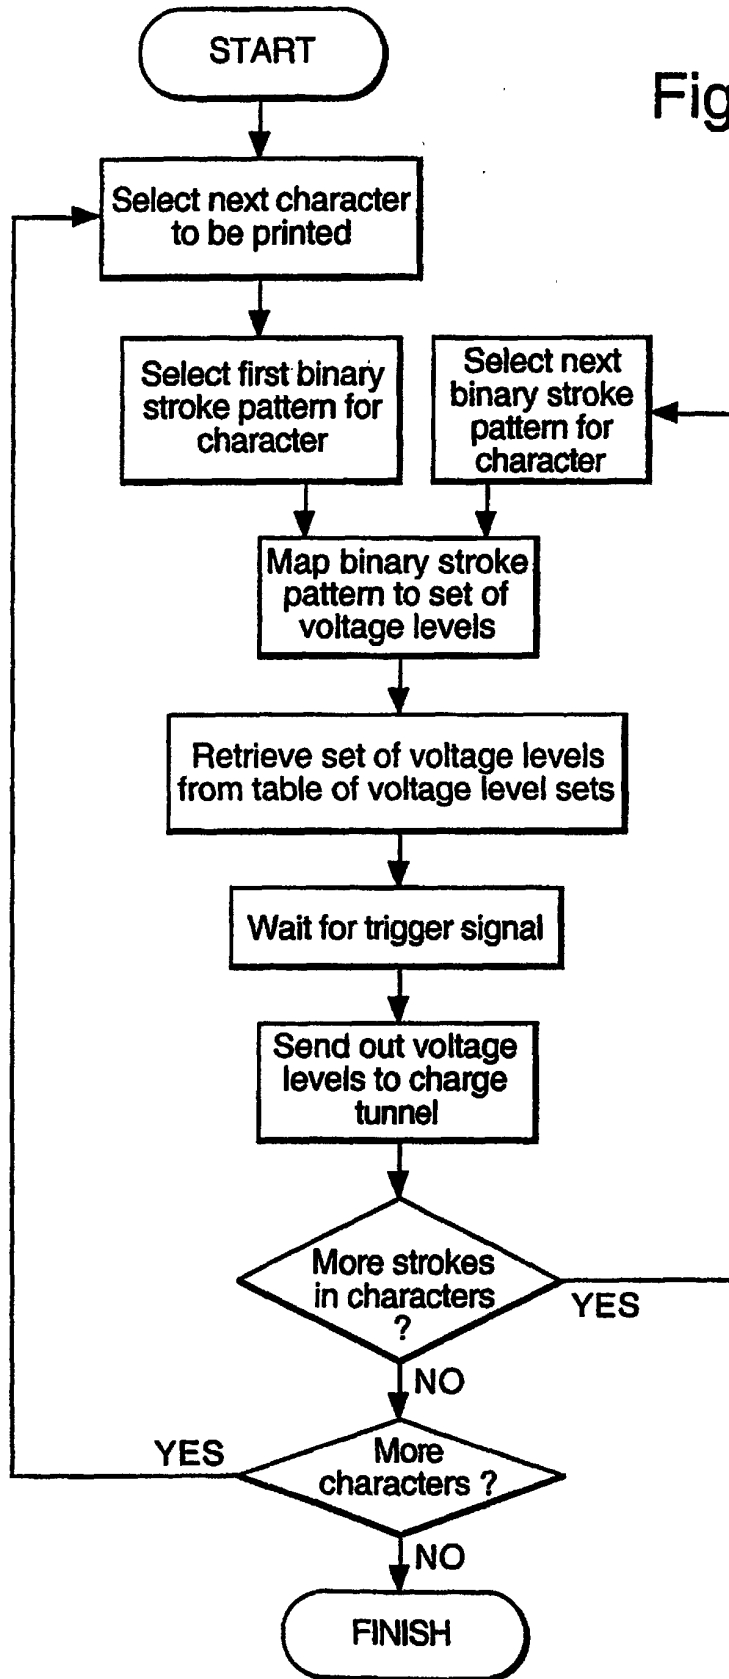 START
Fig
Select next character
to be printed
Select first binary
stroke pattern for
character
Select next
binary stroke
pattern for
character
Map binary stroke
pattern to set of
voltage levels
Retrieve set of voltage levels
from table of voltage level sets
Wait for trigger signal
Send out voltage
levels to charge
tunnel
More strokes
in characters
?
YES
NO
YES
More
characters ?
NO
FINISH